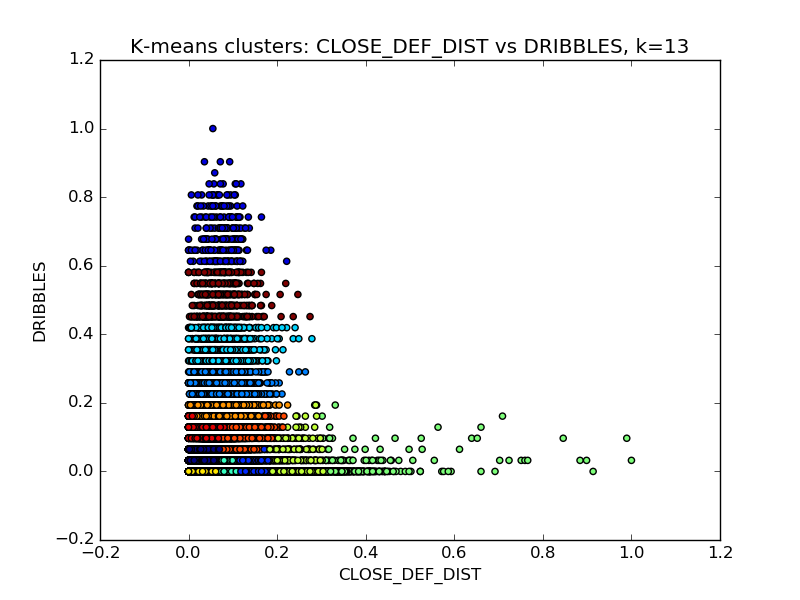 K-means clusters: CLOSE_DEF_DIST vs DRIBBLES, k=13
1.2
1.0
0.8
0.6
0.4
0.2
0.0
−0.2
DRIBBLES
−0.2 0.0 0.2 0.4 0.6 0.8 1.0 1.2
CLOSE_DEF_DIST